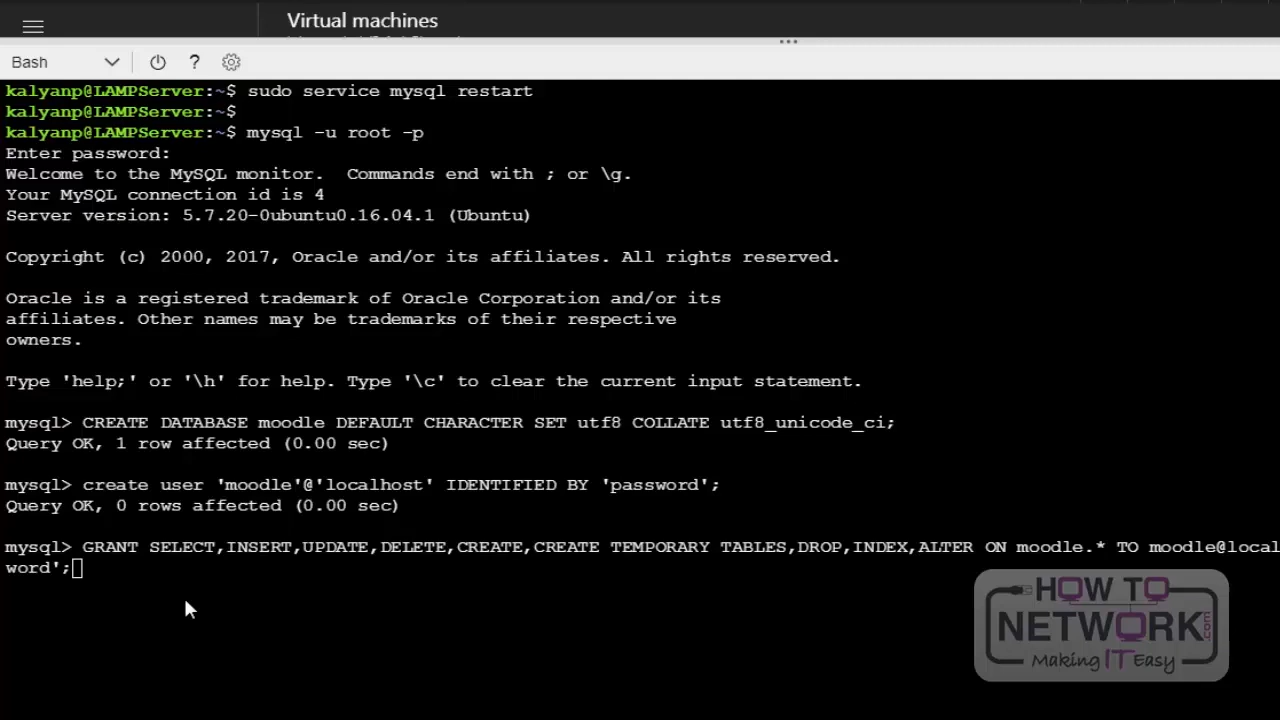 Virtual machines
Bash
?
kalyanp@LAMPServer:~$ sudo service mysql restart
kalyanp@LAMPServer:~$
kalyanp@LAMPServer:~$ mysql -u root -p
Enter password:
Welcome to the MySQL monitor.  Commands end with ; or \g.
Your MySQL connection id is 4
Server version: 5.7.20-0ubuntu0.16.04.1 (Ubuntu)
Copyright (c) 2000, 2017, Oracle and/or its affiliates. All rights reserved.
Oracle is a registered trademark of Oracle Corporation and/or its
affiliates. Other names may be trademarks of their respective
owners.
Type 'help;' or '\h' for help. Type '\c' to clear the current input statement.
mysql> CREATE DATABASE moodle DEFAULT CHARACTER SET utf8 COLLATE utf8_unicode_ci;
Query OK, 1 row affected (0.00 sec)
mysql> create user 'moodle'@'localhost' IDENTIFIED BY 'password';
Query OK, 0 rows affected (0.00 sec)
mysql> GRANT SELECT,INSERT,UPDATE,DELETE,CREATE,CREATE TEMPORARY TABLES,DROP,INDEX,ALTER ON moodle.* TO moodle@local
word';
HOW TO
NETWORK.com
Making IT Easy